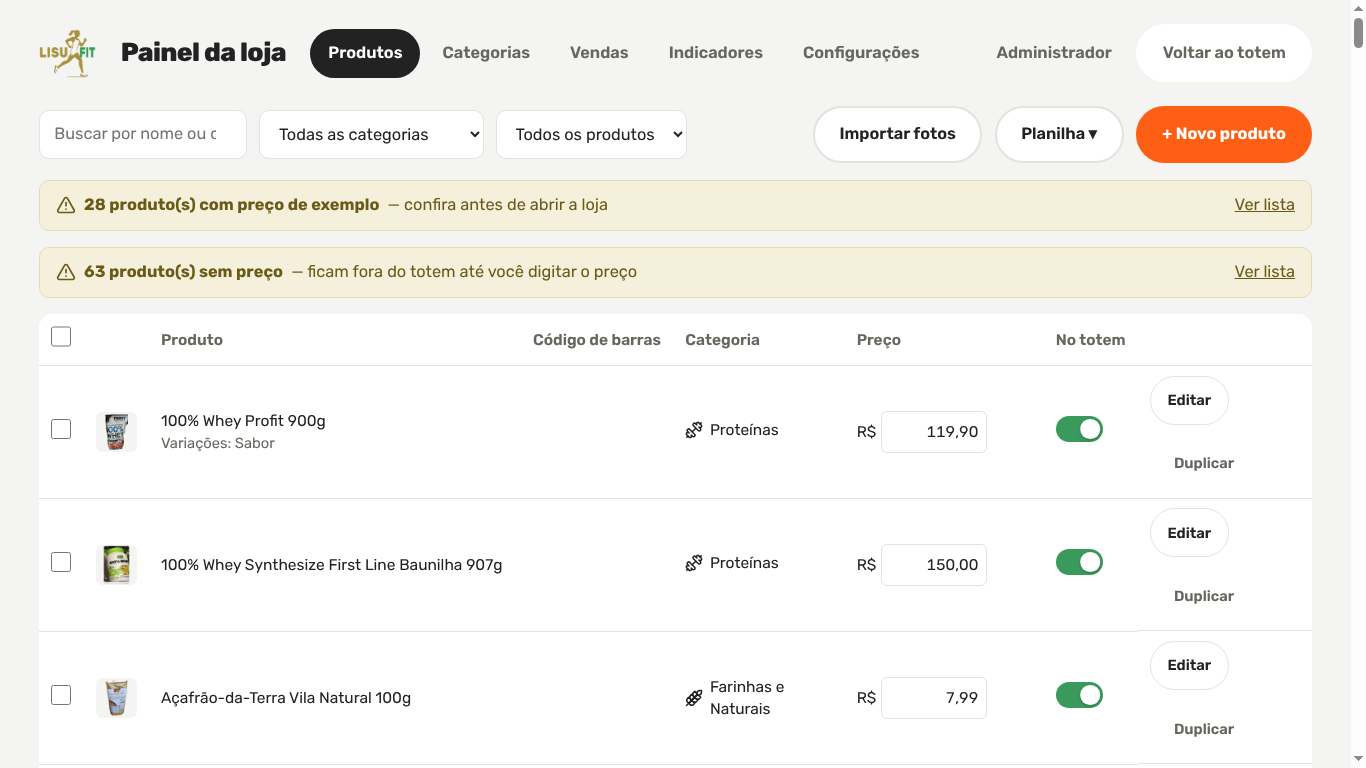 LISU FIT
Painel da loja
Produtos
Categorias
Vendas
Indicadores
Configurações
Administrador
Voltar ao totem
Buscar por nome ou c
Todas as categorias
Todos os produtos
Importar fotos
Planilha ▾
+ Novo produto
28 produto(s) com preço de exemplo — confira antes de abrir a loja
Ver lista
63 produto(s) sem preço — ficam fora do totem até você digitar o preço
Ver lista
Produto
Código de barras
Categoria
Preço
No totem
100% Whey Profit 900g
Variações: Sabor
Proteínas
R$ 119,90
Editar
Duplicar
100% Whey Synthesize First Line Baunilha 907g
Proteínas
R$ 150,00
Editar
Duplicar
Açafrão-da-Terra Vila Natural 100g
Farinhas e
Naturais
R$ 7,99
Editar
Duplicar